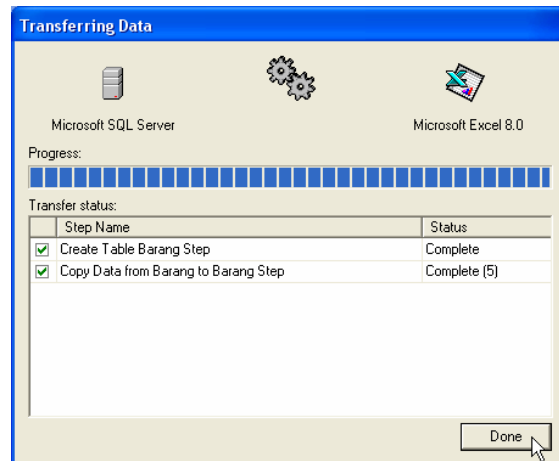 Transferring Data
Microsoft SQL Server Microsoft Excel 8.0
Progress:
Transfer status:
Step Name Status
Create Table Barang Step Complete
Copy Data from Barang to Barang Step Complete (5)
Done